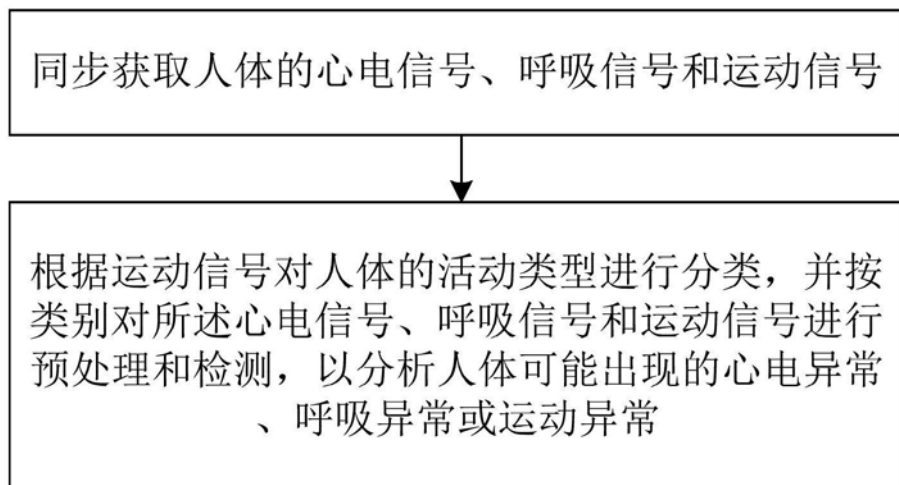 同步获取人体的心电信号、呼吸信号和运动信号
根据运动信号对人体的活动类型进行分类，并按
类别对所述心电信号、呼吸信号和运动信号进行
预处理和检测，以分析人体可能出现的心电异常
、呼吸异常或运动异常